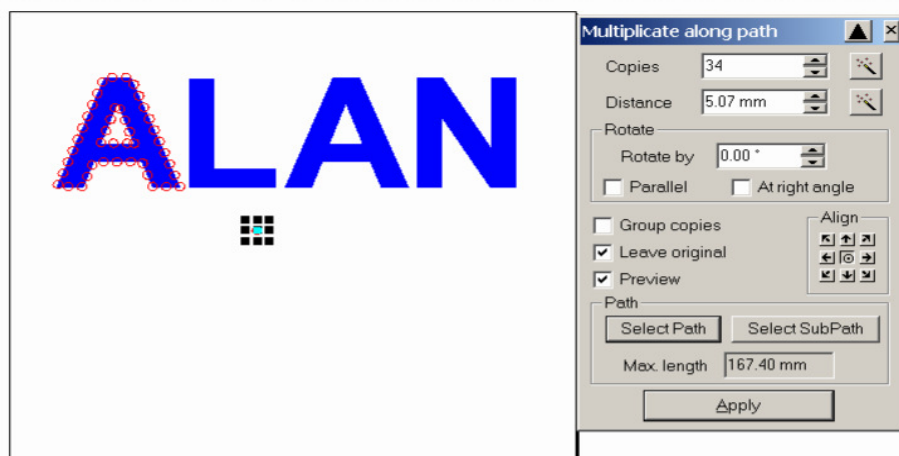 ALAN
Multiplicate along path
Copies 34
Distance 5.07 mm
Rotate
Rotate by 0.00 °
Parallel At right angle
Group copies
Align
Leave original
Preview
Path
Select Path Select SubPath
Max. length 167.40 mm
Apply